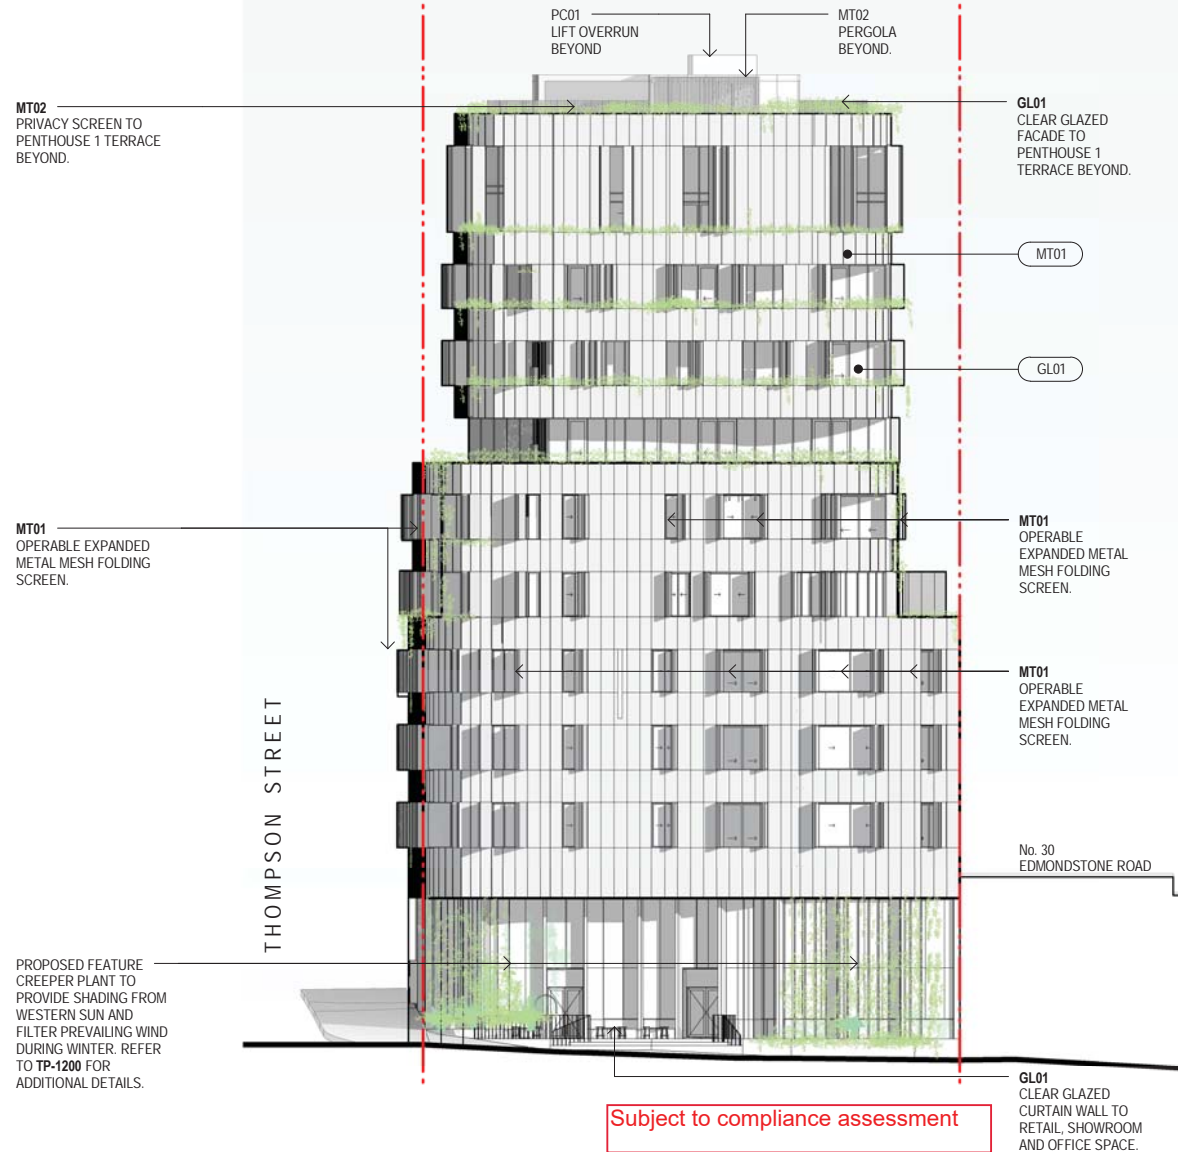 PC01
LIFT OVERRUN
BEYOND
MT02
PERGOLA
BEYOND.
MT02
PRIVACY SCREEN TO
PENTHOUSE 1 TERRACE
BEYOND.
GL01
CLEAR GLAZED
FACADE TO
PENTHOUSE 1
TERRACE BEYOND.
MT01
GL01
MT01
OPERABLE EXPANDED
METAL MESH FOLDING
SCREEN.
MT01
OPERABLE
EXPANDED METAL
MESH FOLDING
SCREEN.
MT01
OPERABLE
EXPANDED METAL
MESH FOLDING
SCREEN.
THOMPSON STREET
No. 30
EDMONDSTONE ROAD
PROPOSED FEATURE
CREEPER PLANT TO
PROVIDE SHADING FROM
WESTERN SUN AND
FILTER PREVAILING WIND
DURING WINTER. REFER
TO TP-1200 FOR
ADDITIONAL DETAILS.
GL01
CLEAR GLAZED
CURTAIN WALL TO
RETAIL, SHOWROOM
AND OFFICE SPACE.
Subject to compliance assessment